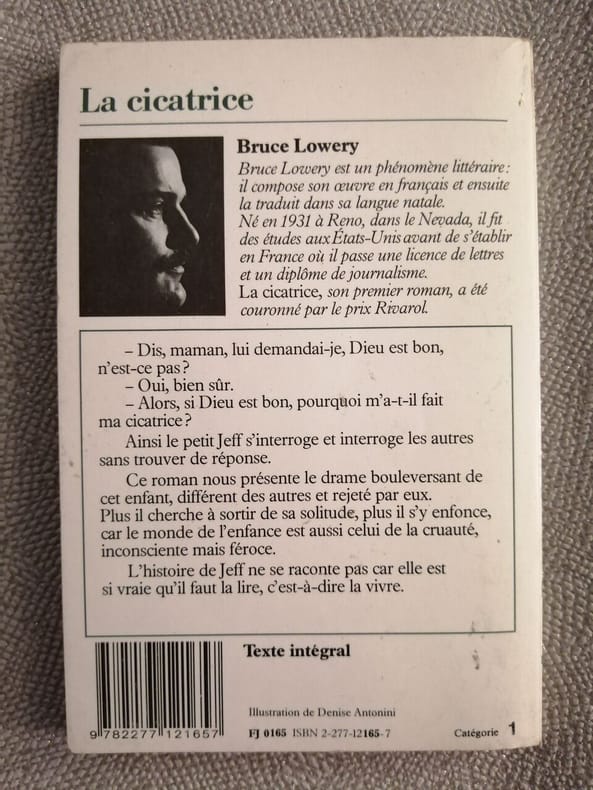 La cicatrice
Bruce Lowery
Bruce Lowery est un phénomène littéraire :
il compose son œuvre en français et ensuite
la traduit dans sa langue natale.
Né en 1931 à Reno, dans le Nevada, il fit
des études aux États-Unis avant de s'établir
en France où il passe une licence de lettres
et un diplôme de journalisme.
La cicatrice, son premier roman, a été
couronné par le prix Rivarol.
– Dis, maman, lui demandai-je, Dieu est bon,
n'est-ce pas ?
– Oui, bien sûr.
– Alors, si Dieu est bon, pourquoi m'a-t-il fait
ma cicatrice ?
Ainsi le petit Jeff s'interroge et interroge les autres
sans trouver de réponse.
Ce roman nous présente le drame bouleversant de
cet enfant, différent des autres et rejeté par eux.
Plus il cherche à sortir de sa solitude, plus il s'y enfonce,
car le monde de l'enfance est aussi celui de la cruauté,
inconsciente mais féroce.
L'histoire de Jeff ne se raconte pas car elle est
si vraie qu'il faut la lire, c'est-à-dire la vivre.
Texte intégral
Illustration de Denise Antonini
FJ 0165 ISBN 2-277-12165-7
Catégorie 1
9 782277 121657